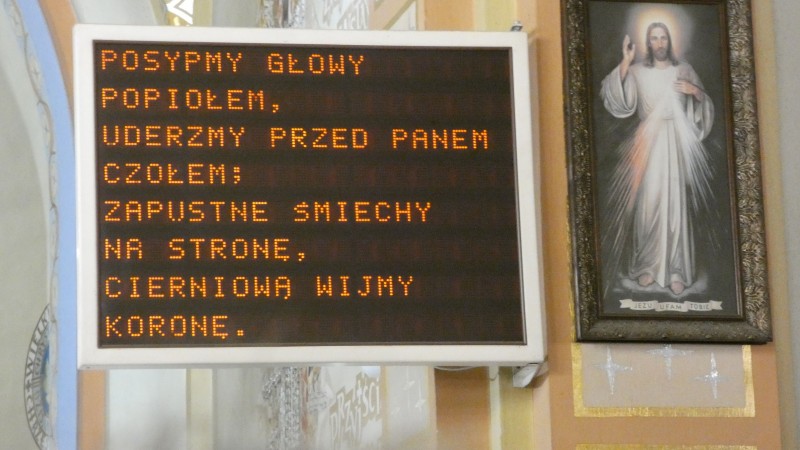 POSYPMY GŁOWY
POPIOŁEM,
UDERZMY PRZED PANEM
CZOŁEM;
ZAPUSTNE ŚMIECHY
NA STRONĘ,
CIERNIOWĄ WIJMY
KORONĘ.
JEZU UFAM TOBIE